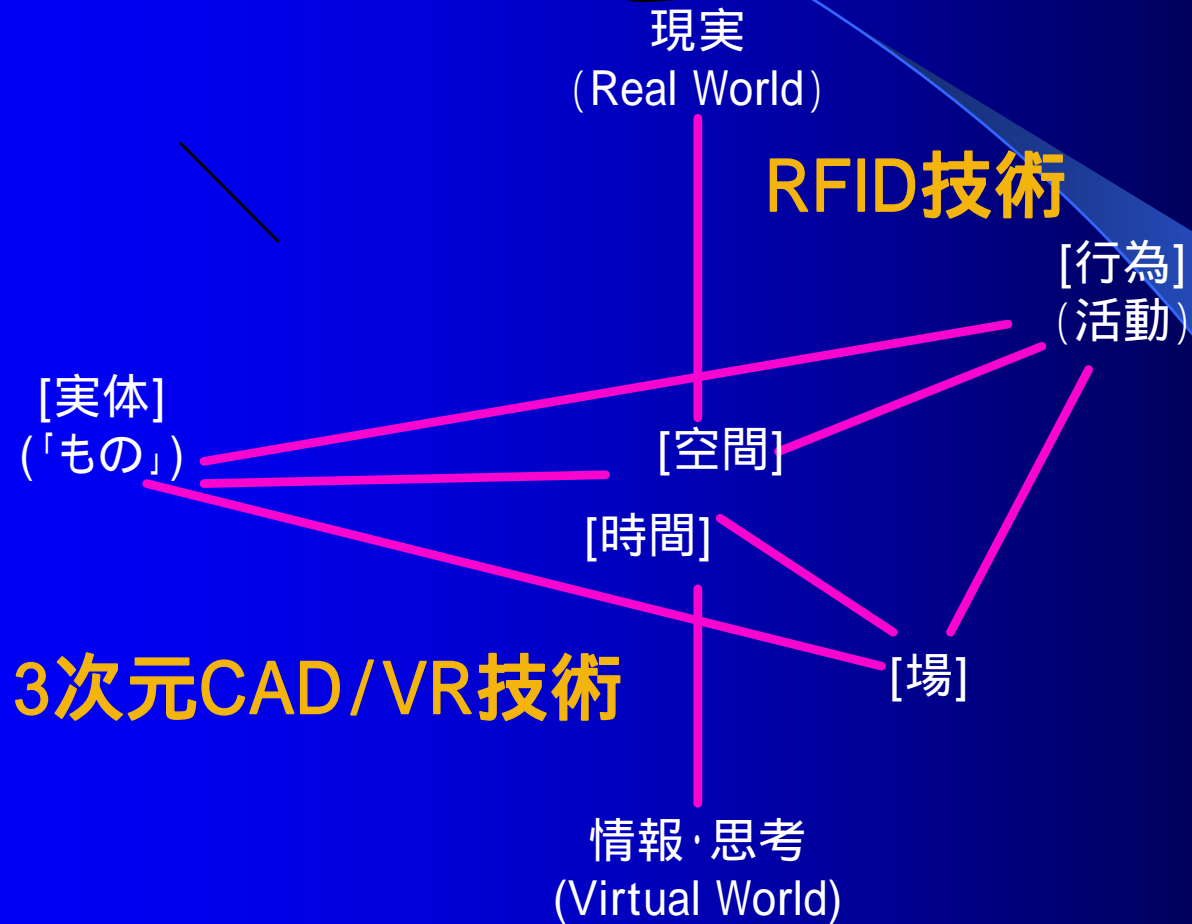 現実
(Real World)
RFID技術
[行為]
(活動)
[実体]
(「もの」)
[空間]
[時間]
3次元CAD/VR技術
[場]
情報・思考
(Virtual World)